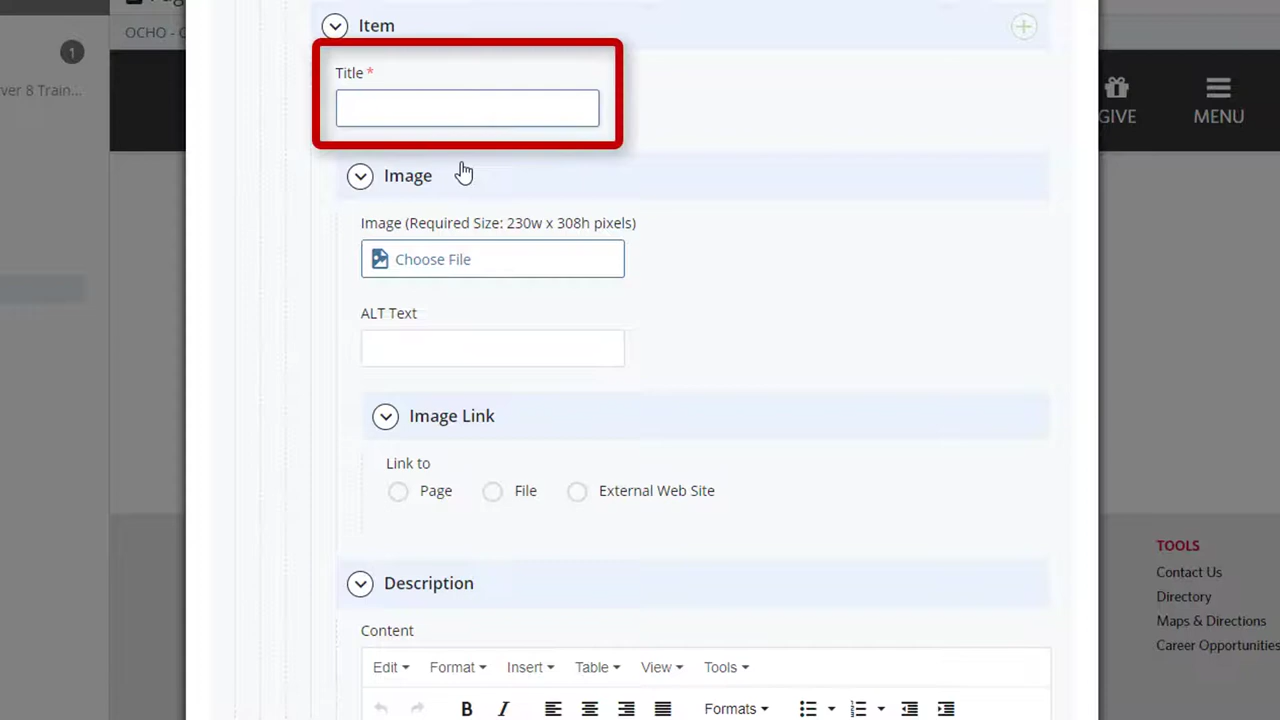 1
ver 8 Train...
OCHO - 
Item
Title *
GIVE
MENU
Image
Image (Required Size: 230w x 308h pixels)
Choose File
ALT Text
Image Link
Link to
Page File External Web Site
TOOLS
Contact Us
Directory
Maps & Directions
Career Opportunities
Description
Content
Edit Format Insert Table View Tools
B I Formats